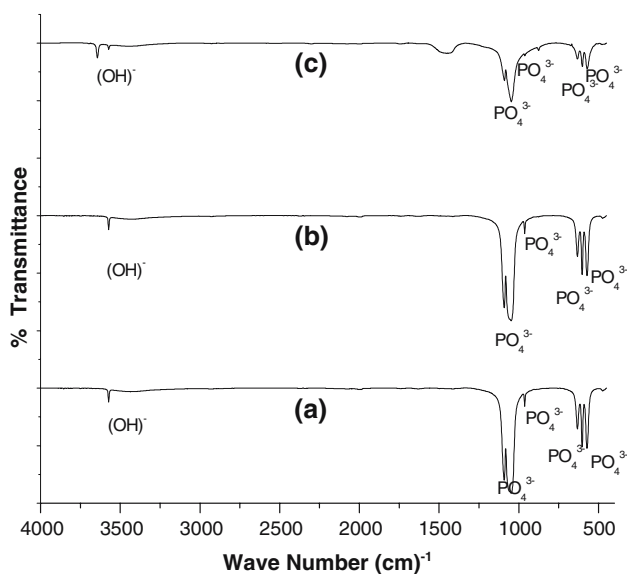 (c)
(OH)⁻
PO₄³⁻
PO₄³⁻
PO₄³⁻
PO₄³⁻
(b)
(OH)⁻
PO₄³⁻
PO₄³⁻
PO₄³⁻
PO₄³⁻
(a)
(OH)⁻
PO₄³⁻
PO₄³⁻
PO₄³⁻
PO₄³⁻
% Transmittance
4000 3500 3000 2500 2000 1500 1000 500
Wave Number (cm)⁻¹